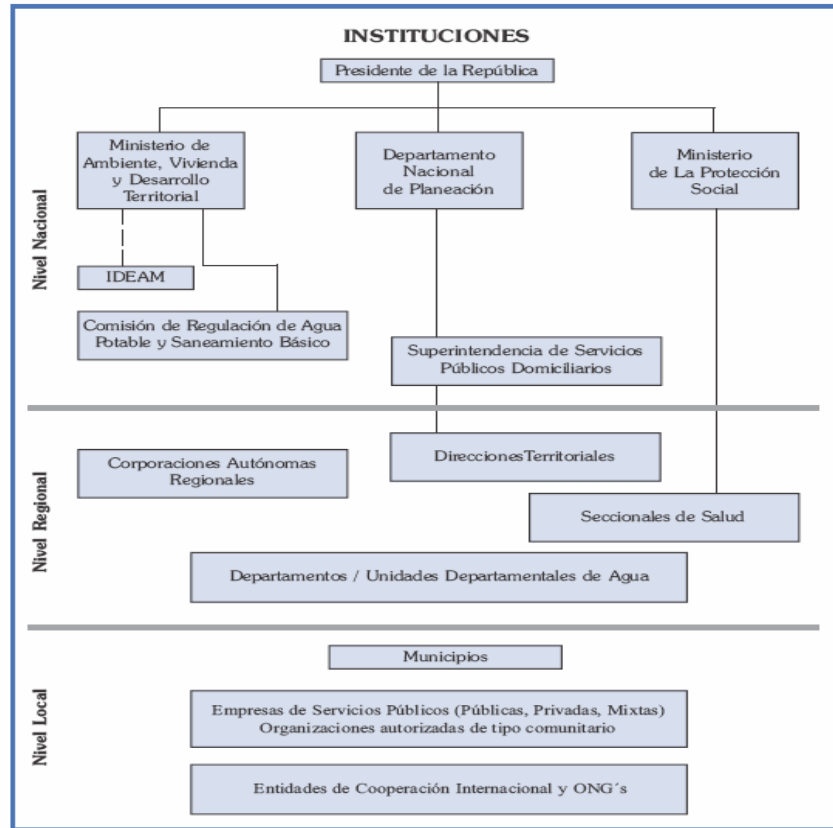 INSTITUCIONES
Presidente de la República
Nivel Nacional
Ministerio de
Ambiente, Vivienda
y Desarrollo
Territorial
Departamento
Nacional
de Planeación
Ministerio
de La Protección
Social
IDEAM
Comisión de Regulación de Agua
Potable y Saneamiento Básico
Superintendencia de Servicios
Públicos Domiciliarios
Nivel Regional
Corporaciones Autónomas
Regionales
DireccionesTerritoriales
Seccionales de Salud
Departamentos / Unidades Departamentales de Agua
Nivel Local
Municipios
Empresas de Servicios Públicos (Públicas, Privadas, Mixtas)
Organizaciones autorizadas de tipo comunitario
Entidades de Cooperación Internacional y ONG´s